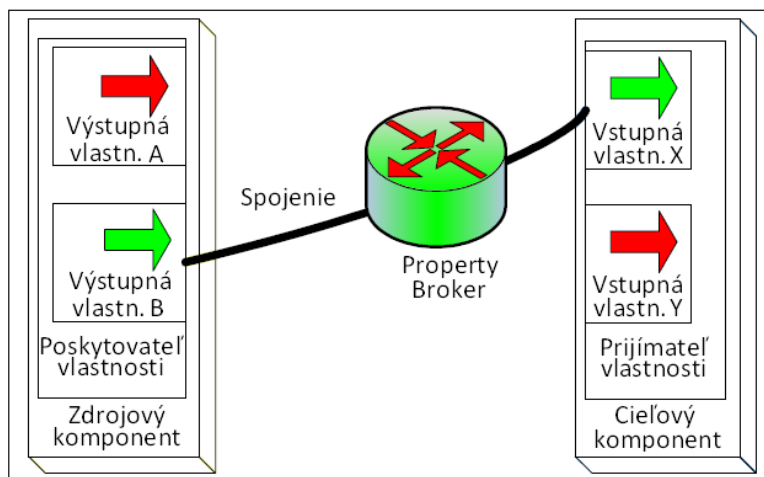 Výstupná
vlastn. A
Výstupná
vlastn. B
Poskytovateľ
vlastnosti
Zdrojový
komponent
Spojenie
Property
Broker
Vstupná
vlastn. X
Vstupná
vlastn. Y
Prijímateľ
vlastnosti
Cieľový
komponent